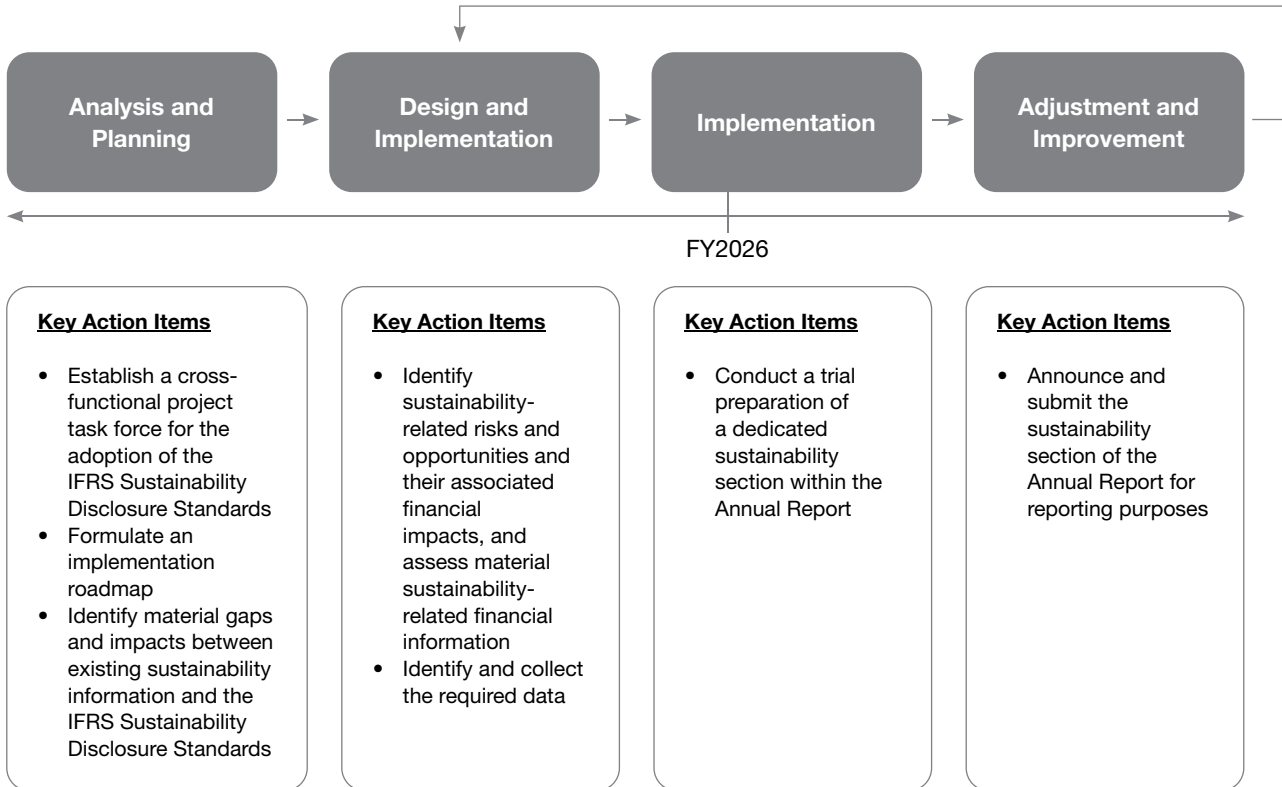 Analysis and
Planning
Design and
Implementation
Implementation
Adjustment and
Improvement
FY2026
Key Action Items
• Establish a cross-
functional project
task force for the
adoption of the
IFRS Sustainability
Disclosure Standards
• Formulate an
implementation
roadmap
• Identify material gaps
and impacts between
existing sustainability
information and the
IFRS Sustainability
Disclosure Standards
Key Action Items
• Identify
sustainability-
related risks and
opportunities and
their associated
financial
impacts, and
assess material
sustainability-
related financial
information
• Identify and collect
the required data
Key Action Items
• Conduct a trial
preparation of
a dedicated
sustainability
section within the
Annual Report
Key Action Items
• Announce and
submit the
sustainability
section of the
Annual Report for
reporting purposes